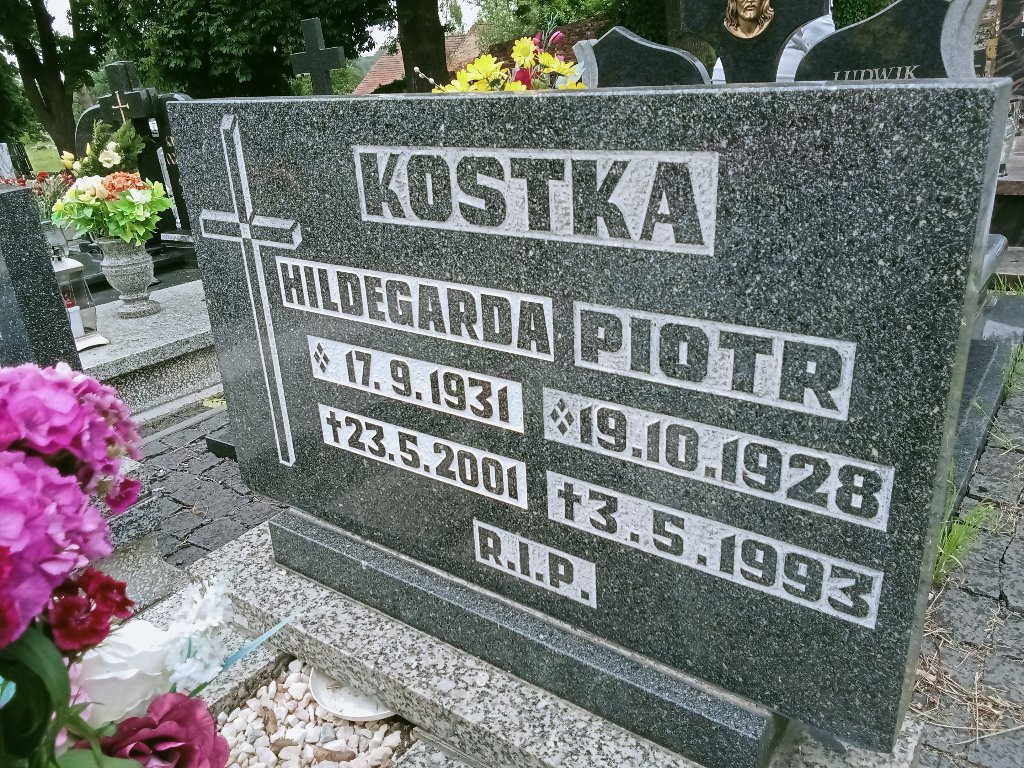 KOSTKA
HILDEGARDA PIOTR
17.9.1931 19.10.1928
†23.5.2001 †3.5.1993
R.I.P.
LUDWIK